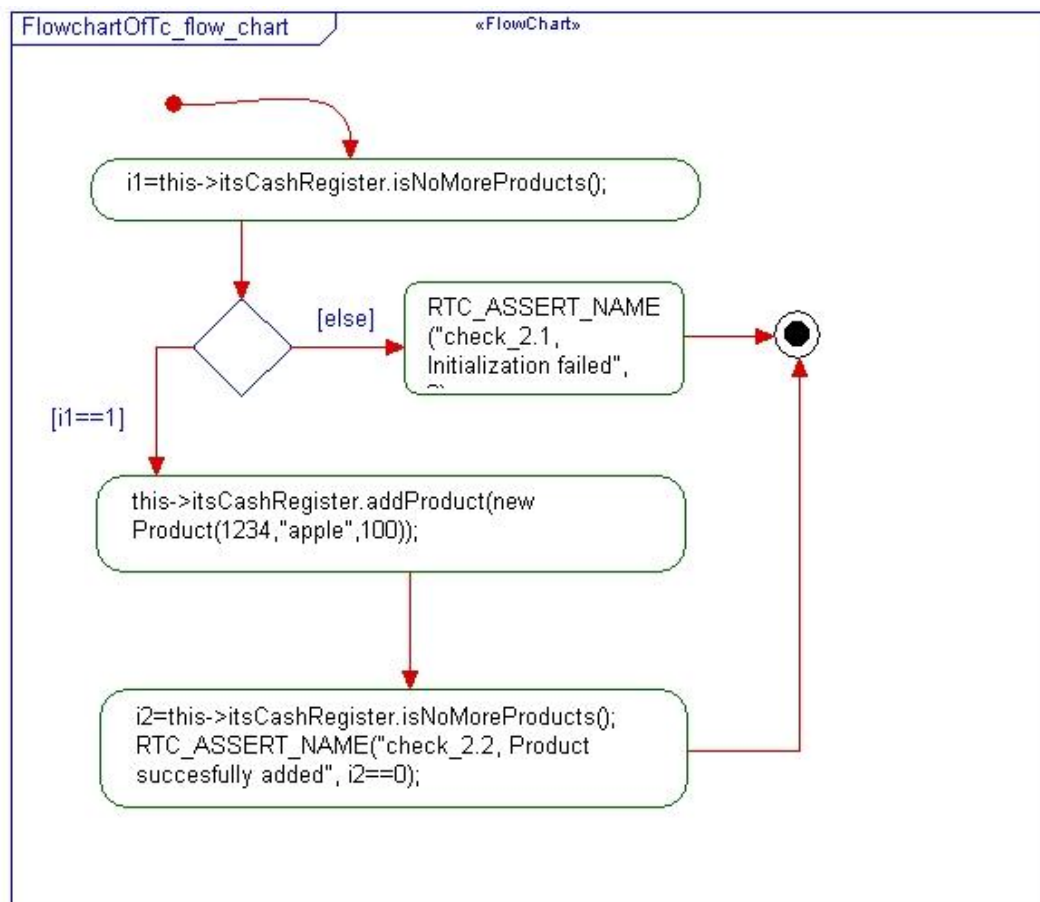 FlowchartOfTc_flow_chart
«FlowChart»
i1=this->itsCashRegister.isNoMoreProducts();
[else]
RTC_ASSERT_NAME
("check_2.1,
Initialization failed",
[i1==1]
this->itsCashRegister.addProduct(new
Product(1234,"apple",100));
i2=this->itsCashRegister.isNoMoreProducts();
RTC_ASSERT_NAME("check_2.2, Product
succesfully added", i2==0);